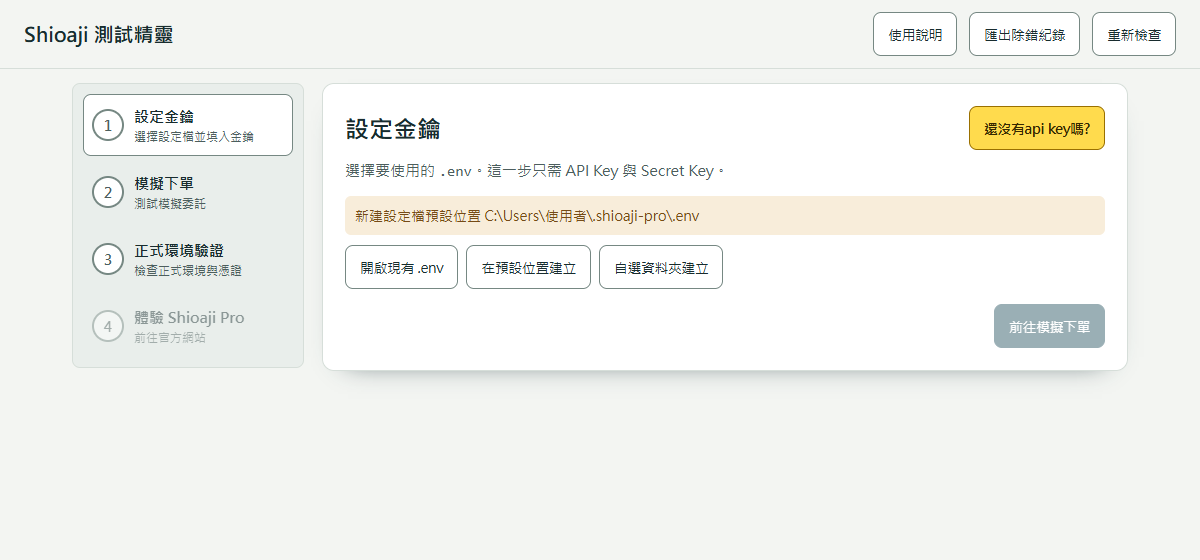 Shioaji 測試精靈
使用說明
匯出除錯紀錄
重新檢查
1
設定金鑰
選擇設定檔並填入金鑰
2
模擬下單
測試模擬委託
3
正式環境驗證
檢查正式環境與憑證
4
體驗 Shioaji Pro
前往官方網站
設定金鑰
還沒有api key嗎?
選擇要使用的 .env。這一步只需 API Key 與 Secret Key。
新建設定檔預設位置 C:\Users\使用者\.shioaji-pro\.env
開啟現有 .env
在預設位置建立
自選資料夾建立
前往模擬下單